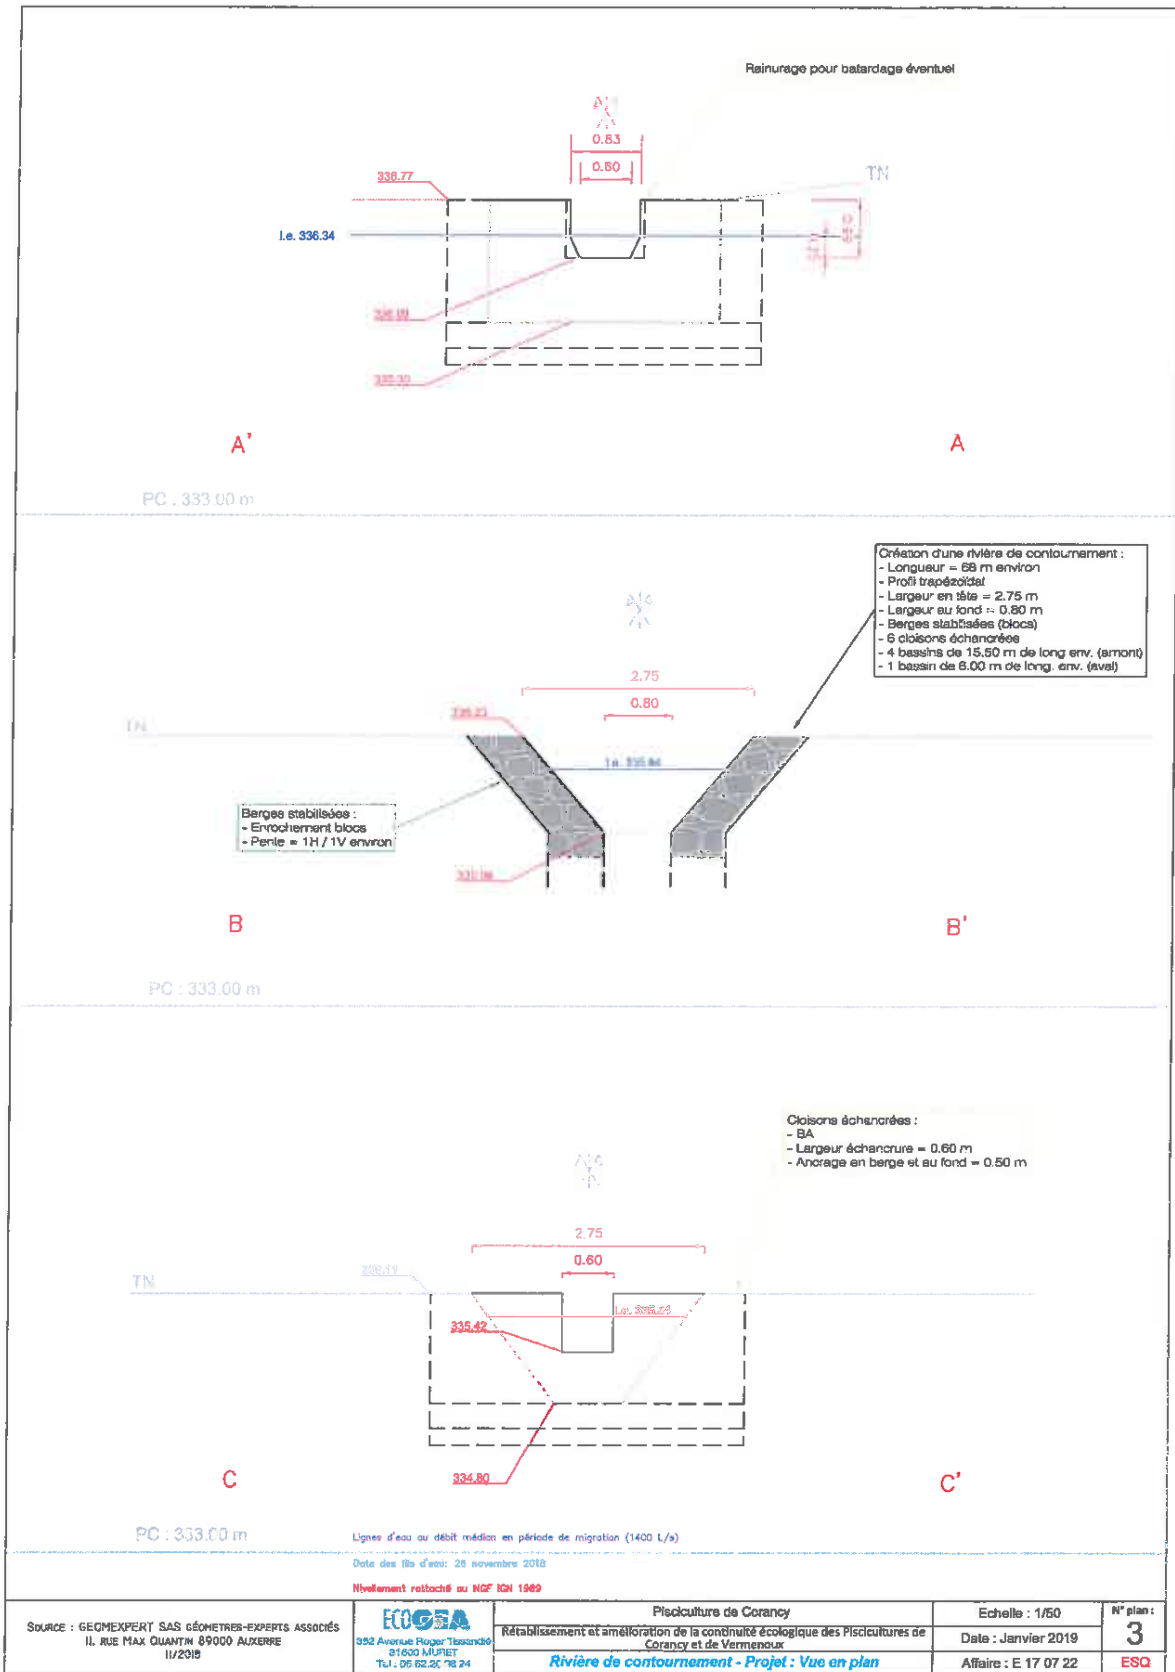 Rainurage pour batardage éventuel
0.83
0.60
336.77
TN
l.e. 336.34
A'
A
PC : 333.00 m
Création d'une rivière de contournement :
- Longueur = 68 m environ
- Profil trapézoïdal
- Largeur en tête = 2.75 m
- Largeur au fond = 0.80 m
- Berges stabilisées (blocs)
- 6 cloisons échancrées
- 4 bassins de 15.50 m de long env. (amont)
- 1 bassin de 6.00 m de long. env. (aval)
2.75
0.80
336.23
TN
Berges stabilisées :
- Enrochement blocs
- Pente = 1H / 1V environ
B
B'
PC : 333.00 m
Cloisons échancrées :
- BA
- Largeur échancrure = 0.60 m
- Ancrage en berge et au fond = 0.50 m
2.75
0.60
TN
335.42
334.80
C
C'
PC : 333.00 m
Lignes d'eau au débit médian en période de migration (1400 L/s)
Date des fils d'eau: 28 novembre 2018
Nivellement rattaché au NGF IGN 1969
SOURCE : GEOMEXPERT SAS GÉOMETRES-EXPERTS ASSOCIÉS
11, RUE MAX QUANTIN 89000 AUXERRE
11/2018
ECOGEA
352 Avenue Roger Tissandié
31600 MURET
Pisciculture de Corancy
Rétablissement et amélioration de la continuité écologique des Piscicultures de
Corancy et de Vermenoux
Rivière de contournement - Projet : Vue en plan
Echelle : 1/50
Date : Janvier 2019
Affaire : E 17 07 22
N° plan :
3
ESQ